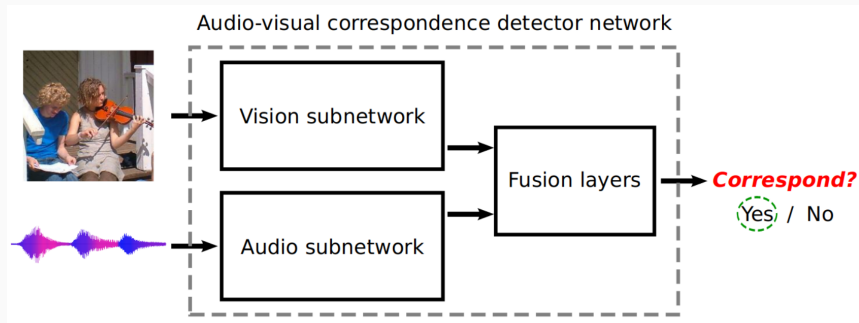 Audio-visual correspondence detector network
Vision subnetwork
Audio subnetwork
Fusion layers
Correspond?
Yes / No